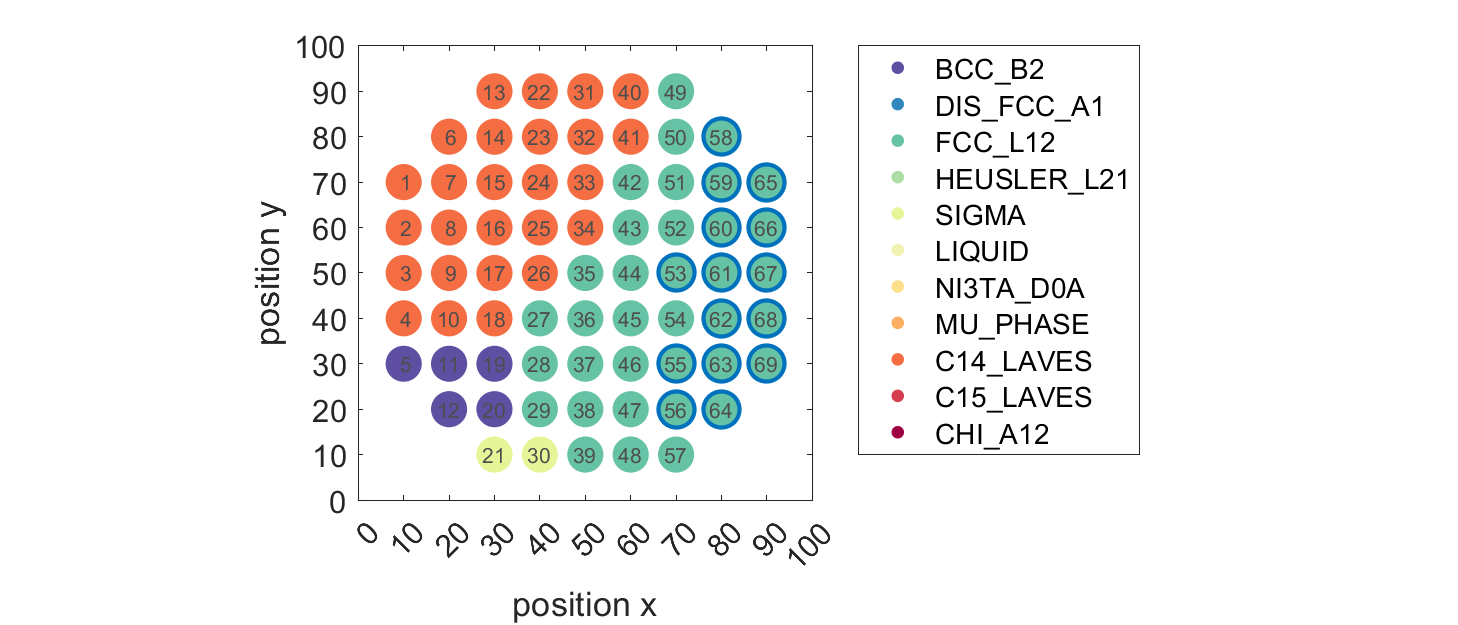 100
90
80
70
60
50
40
30
20
10
0
position y
13 22 31 40 49
6 14 23 32 41 50 58
1 7 15 24 33 42 51 59 65
2 8 16 25 34 43 52 60 66
3 9 17 26 35 44 53 61 67
4 10 18 27 36 45 54 62 68
5 11 19 28 37 46 55 63 69
12 20 29 38 47 56 64
21 30 39 48 57
0 10 20 30 40 50 60 70 80 90 100
position x
BCC_B2
DIS_FCC_A1
FCC_L12
HEUSLER_L21
SIGMA
LIQUID
NI3TA_D0A
MU_PHASE
C14_LAVES
C15_LAVES
CHI_A12